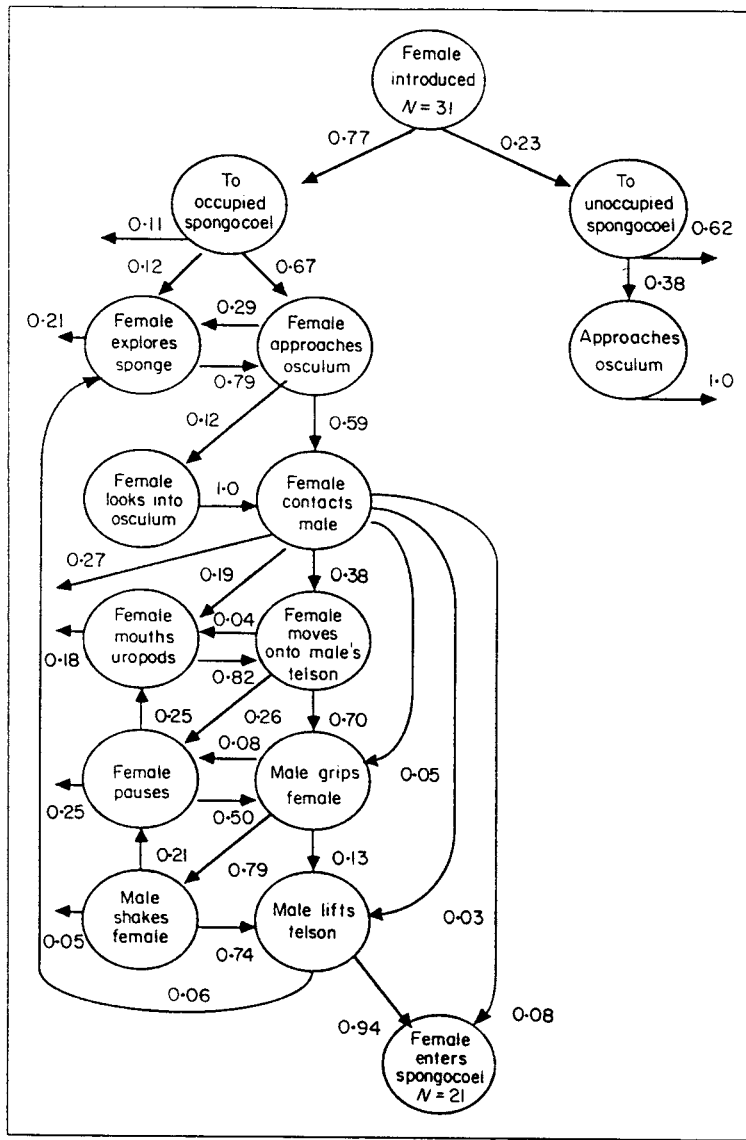 Female
introduced
N = 31
0·77
0·23
To
occupied
spongocoel
To
unoccupied
spongocoel
0·11
0·62
0·12
0·67
0·38
0·21
Female
explores
sponge
0·29
0·79
Female
approaches
osculum
Approaches
osculum
1·0
0·12
0·59
Female
looks into
osculum
1·0
Female
contacts
male
0·27
0·19
0·38
Female
mouths
uropods
0·04
Female
moves
onto male's
telson
0·18
0·82
0·25
0·26
0·70
0·08
Female
pauses
Male grips
female
0·05
0·25
0·50
0·21
0·79
0·13
Male
shakes
female
Male lifts
telson
0·03
0·05
0·74
0·06
0·94
0·08
Female
enters
spongocoel
N = 21